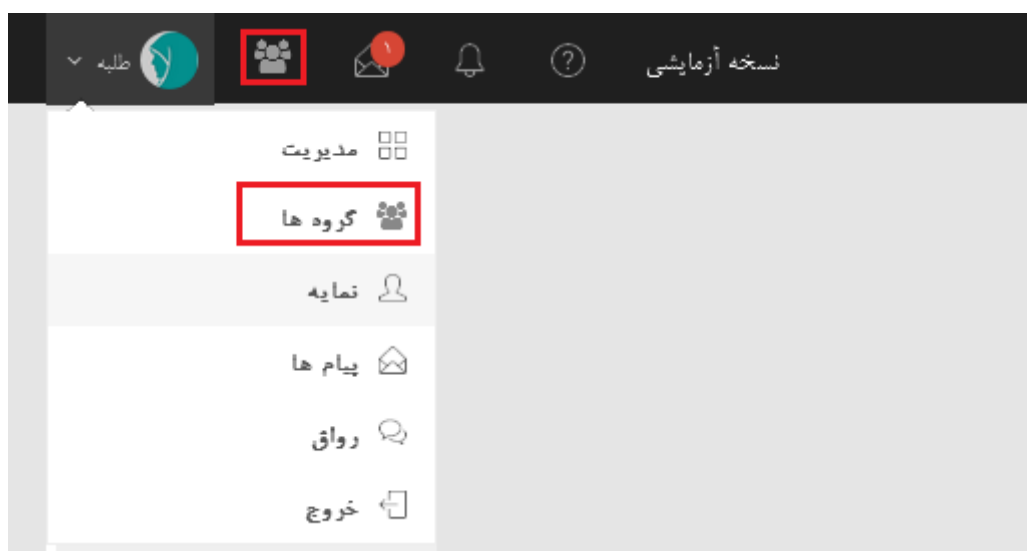 نسخه آزمایشی ۱ طلبه
مدیریت
گروه ها
نمایه
پیام ها
رواق
خروج